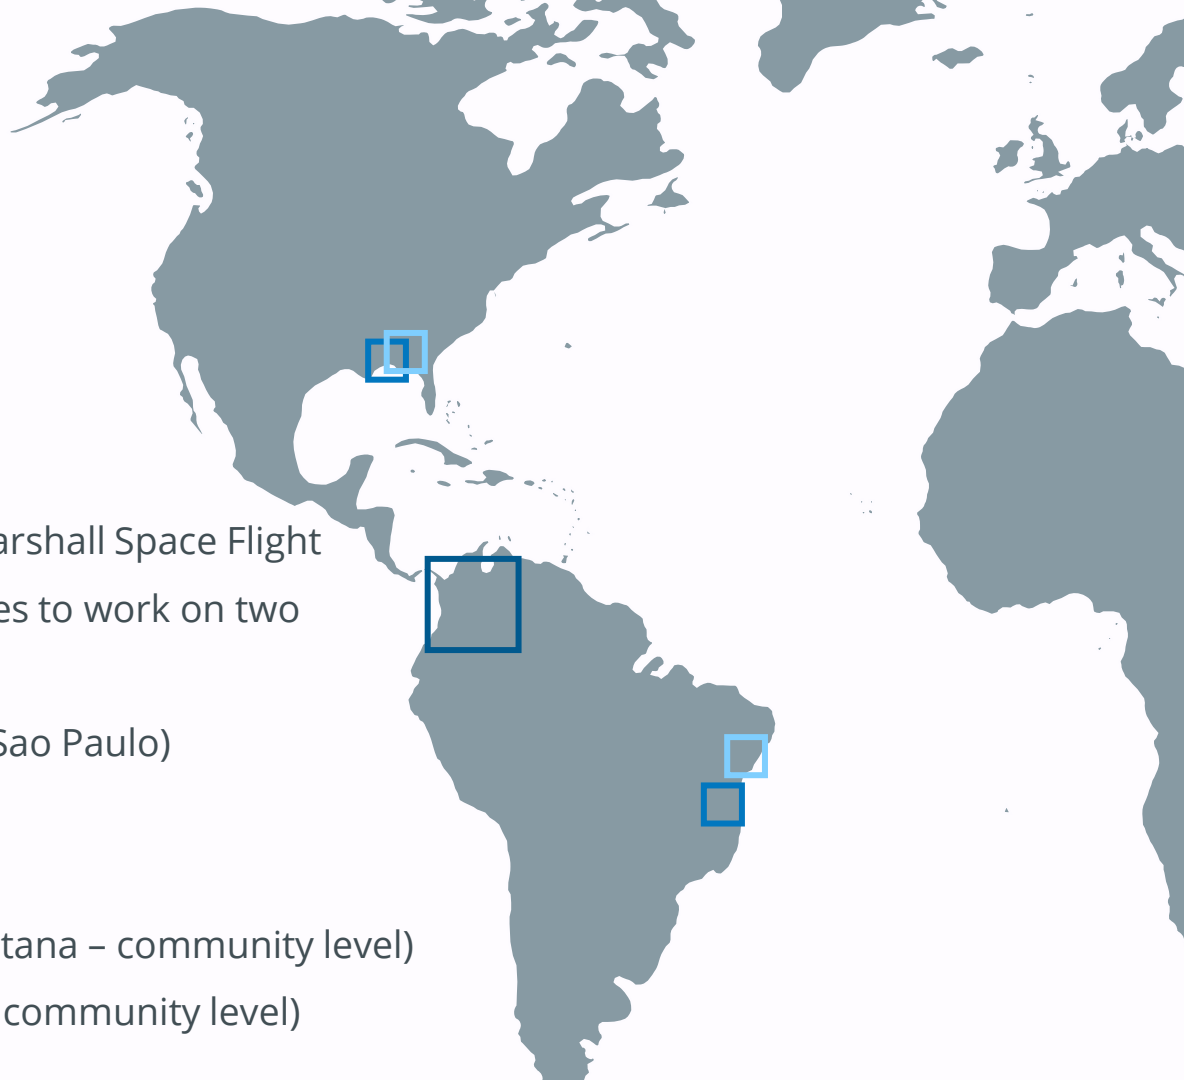 arshall Space Flight
es to work on two
Sao Paulo)
tana – community level)
community level)